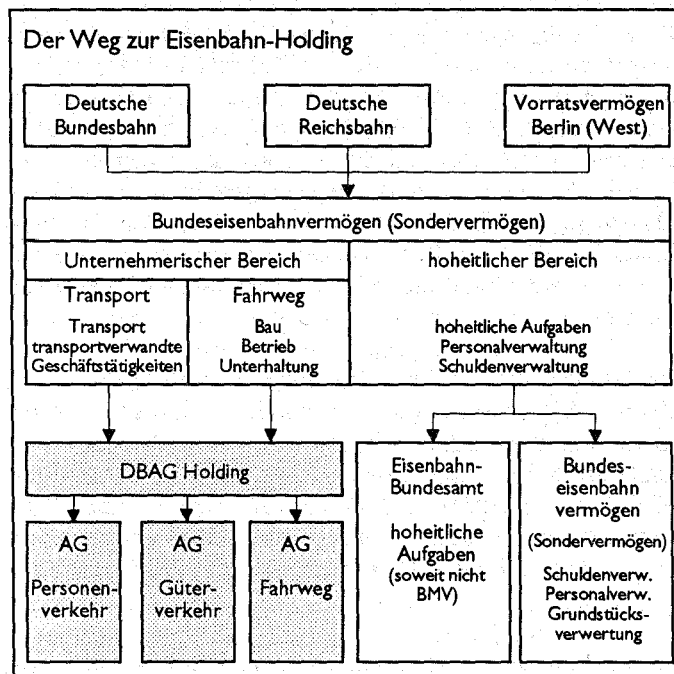 Der Weg zur Eisenbahn-Holding
Deutsche
Bundesbahn
Deutsche
Reichsbahn
Vorratsvermögen
Berlin (West)
Bundeseisenbahnvermögen (Sondervermögen)
Unternehmerischer Bereich
hoheitlicher Bereich
Transport
Transport
transportverwandte
Geschäftstätigkeiten
Fahrweg
Bau
Betrieb
Unterhaltung
hoheitliche Aufgaben
Personalverwaltung
Schuldenverwaltung
DBAG Holding
AG
Personen-
verkehr
AG
Güter-
verkehr
AG
Fahrweg
Eisenbahn-
Bundesamt
hoheitliche
Aufgaben
(soweit nicht
BMV)
Bundes-
eisenbahn
vermögen
(Sondervermögen)
Schuldenverw.
Personalverw.
Grundstücks-
verwertung